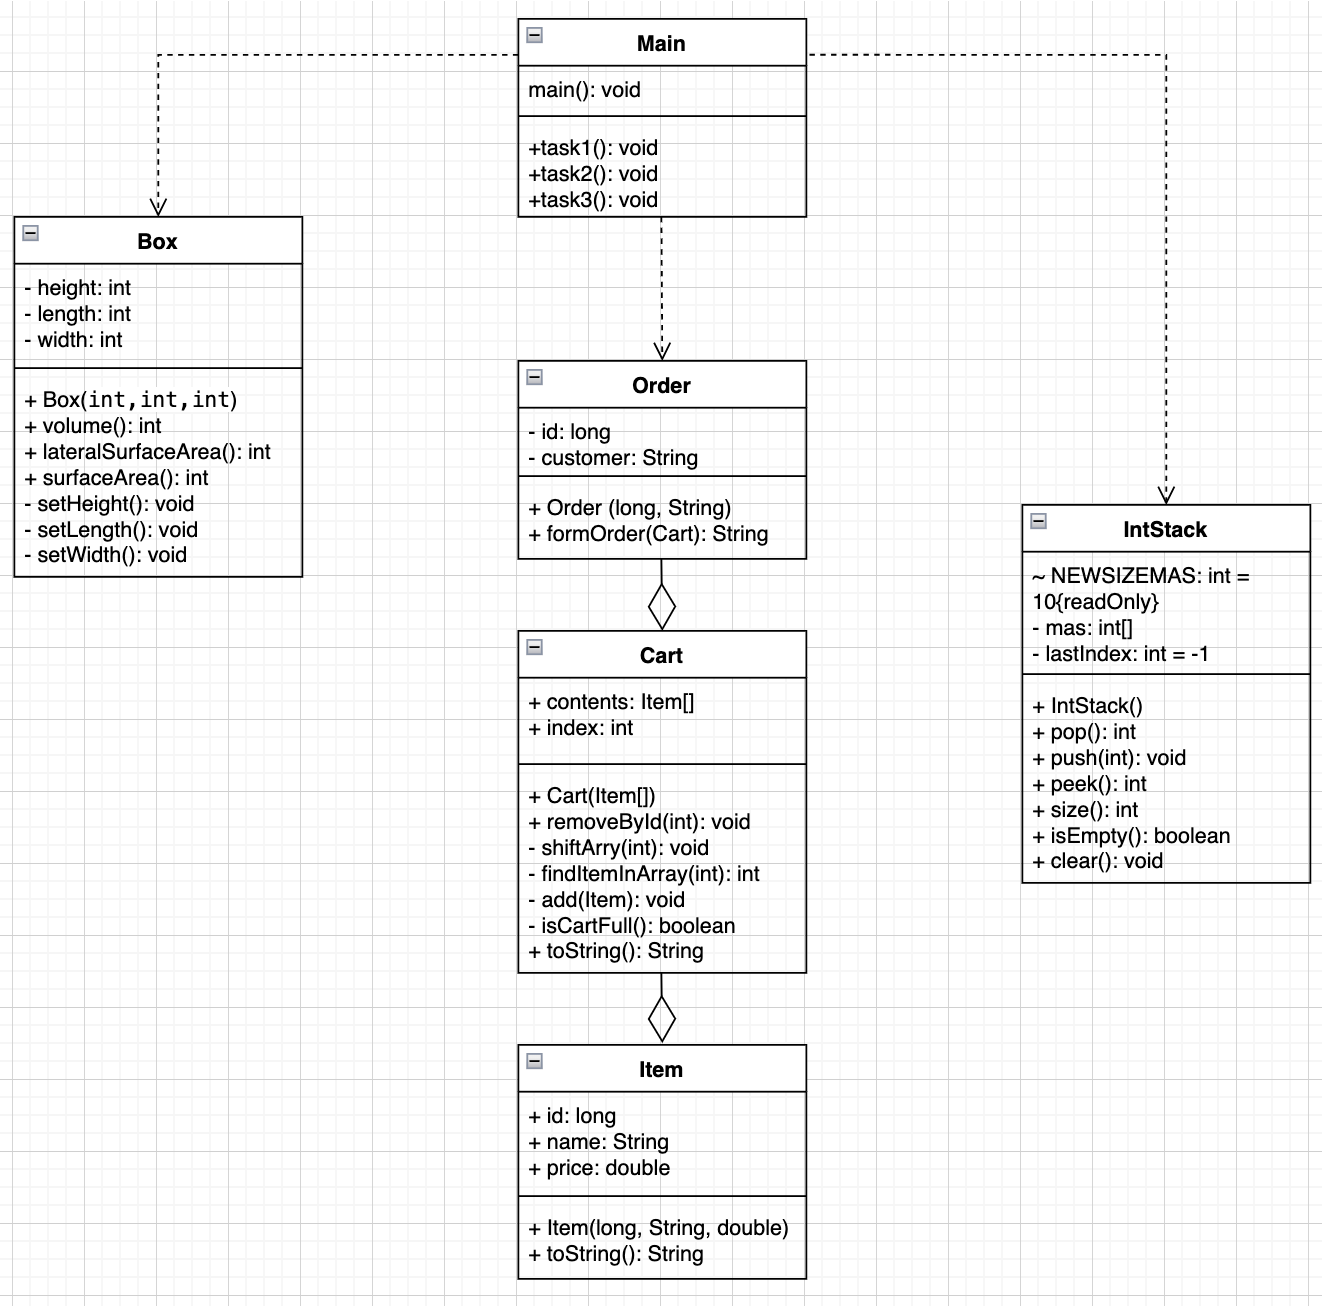 Main
main(): void
+task1(): void
+task2(): void
+task3(): void
Box
- height: int
- length: int
- width: int
+ Box(int,int,int)
+ volume(): int
+ lateralSurfaceArea(): int
+ surfaceArea(): int
- setHeight(): void
- setLength(): void
- setWidth(): void
Order
- id: long
- customer: String
+ Order (long, String)
+ formOrder(Cart): String
Cart
+ contents: Item[]
+ index: int
+ Cart(Item[])
+ removeById(int): void
- shiftArry(int): void
- findItemInArray(int): int
- add(Item): void
- isCartFull(): boolean
+ toString(): String
Item
+ id: long
+ name: String
+ price: double
+ Item(long, String, double)
+ toString(): String
IntStack
~ NEWSIZEMAS: int =
10{readOnly}
- mas: int[]
- lastIndex: int = -1
+ IntStack()
+ pop(): int
+ push(int): void
+ peek(): int
+ size(): int
+ isEmpty(): boolean
+ clear(): void